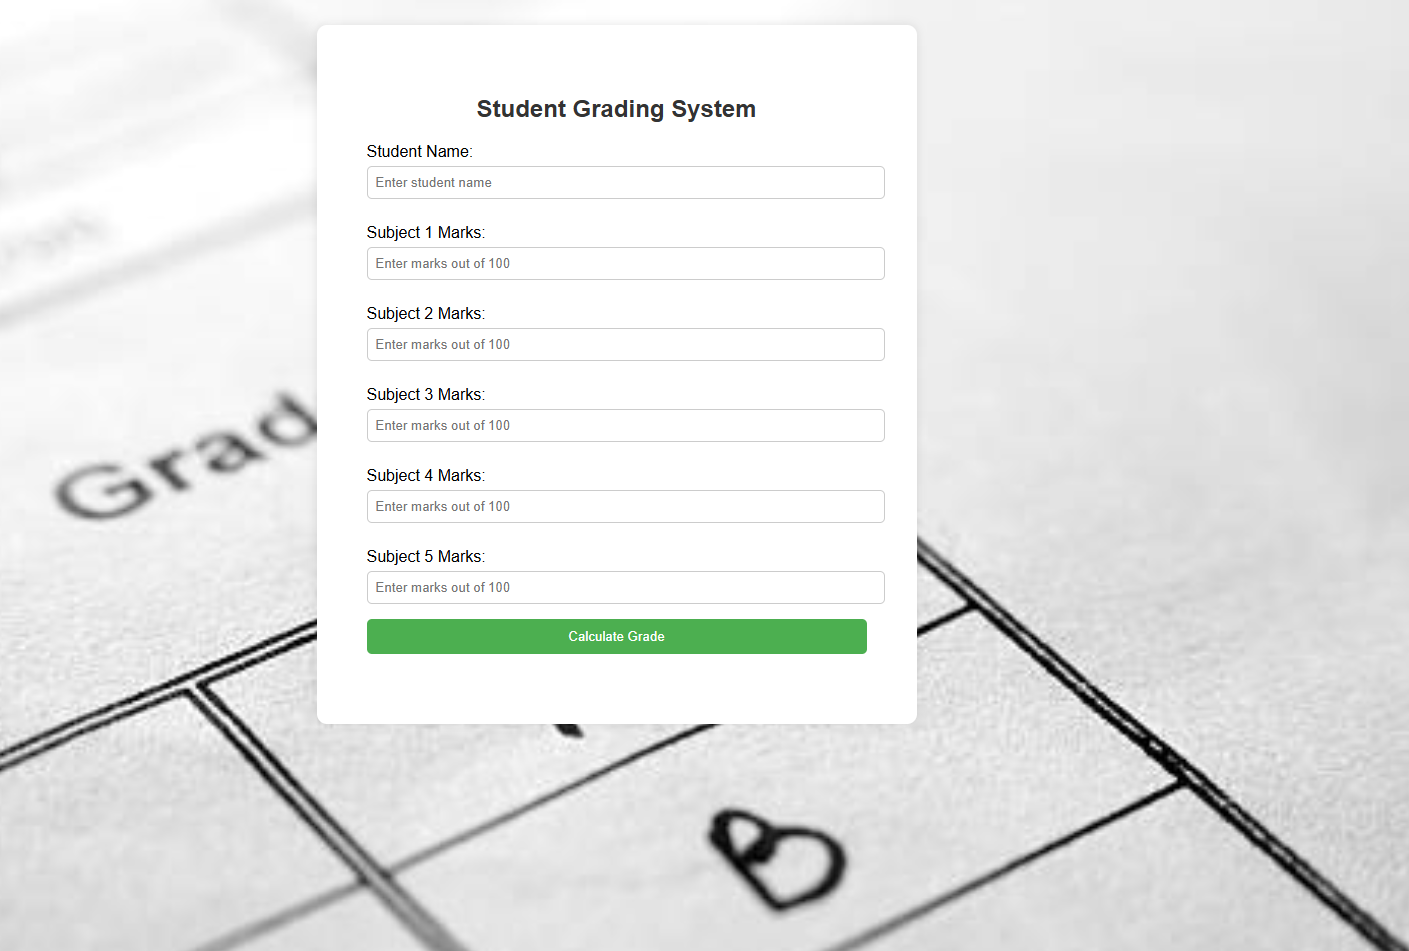 Student Grading System
Student Name:
Enter student name
Subject 1 Marks:
Enter marks out of 100
Subject 2 Marks:
Enter marks out of 100
Subject 3 Marks:
Enter marks out of 100
Subject 4 Marks:
Enter marks out of 100
Subject 5 Marks:
Enter marks out of 100
Calculate Grade
Grad